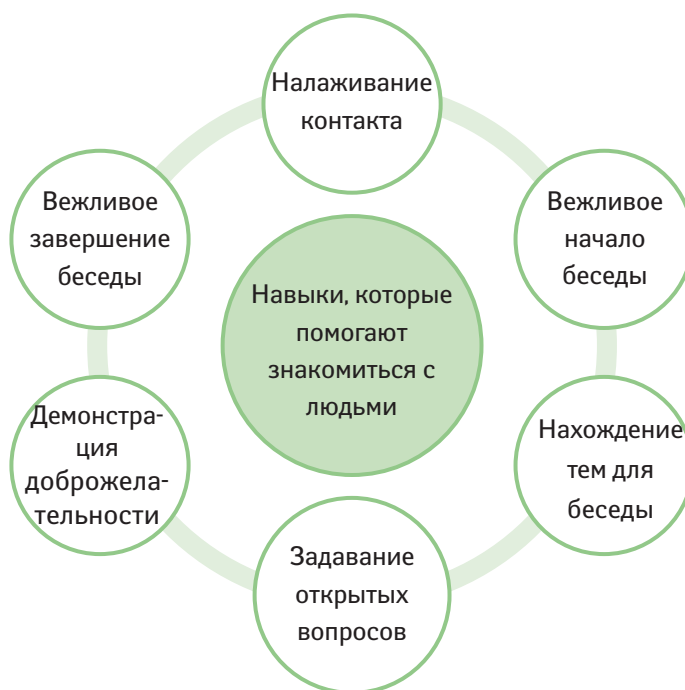 Налаживание
контакта
Вежливое
начало
беседы
Нахождение
тем для
беседы
Задавание
открытых
вопросов
Демонстра-
ция
доброжела-
тельности
Вежливое
завершение
беседы
Навыки, которые
помогают
знакомиться с
людьми